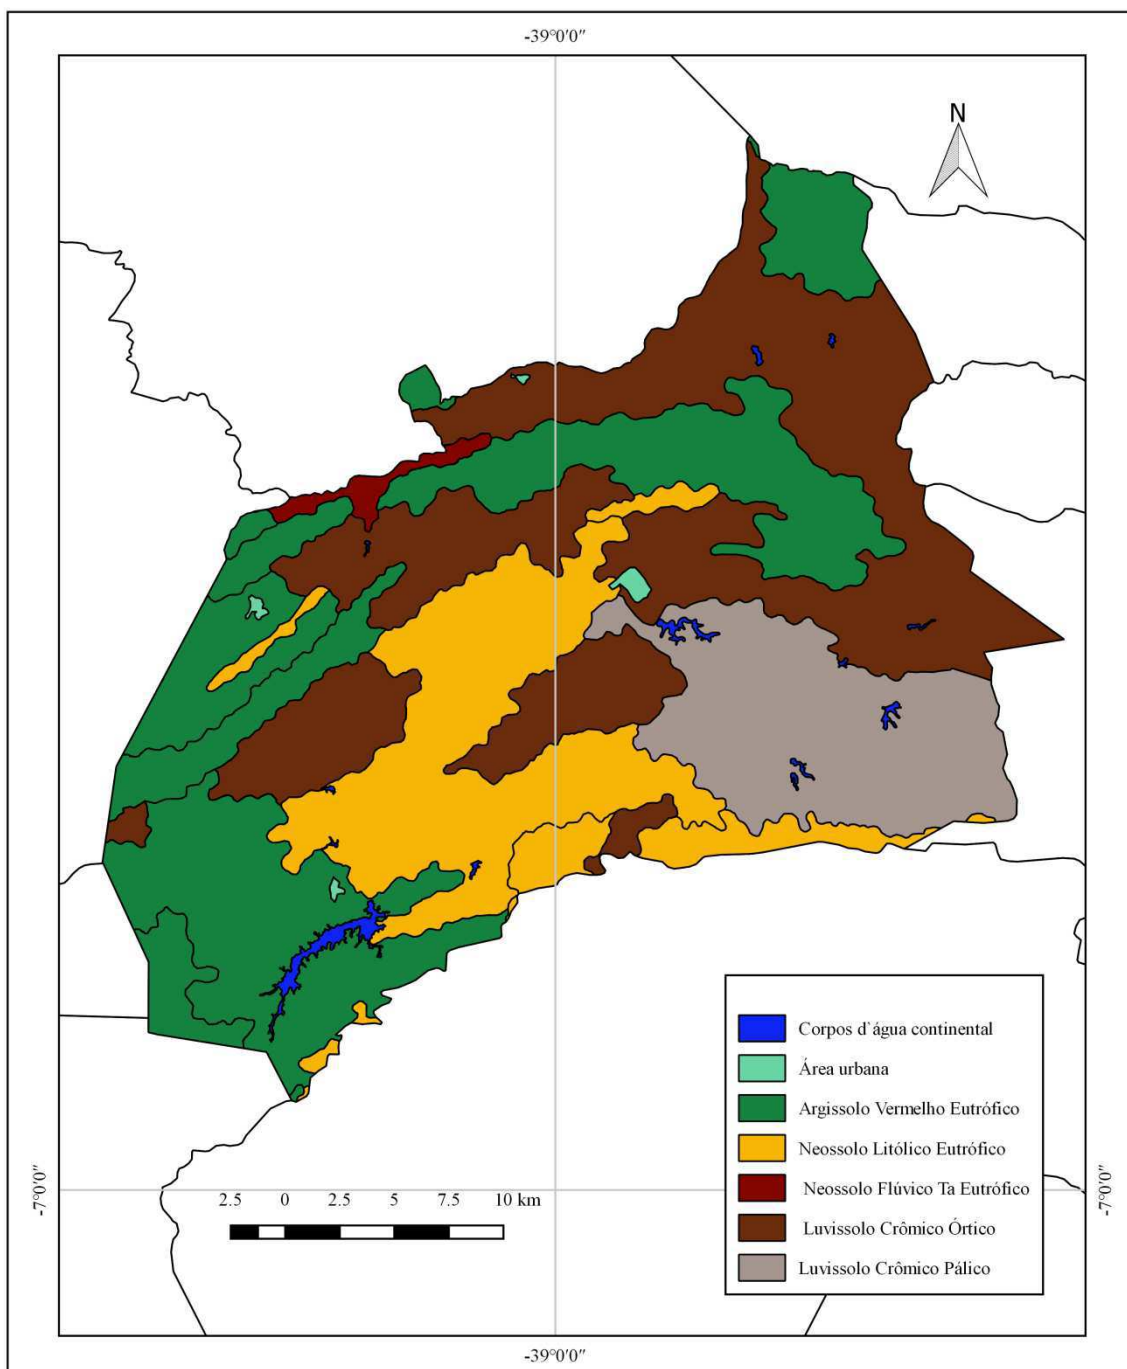 -39°0'0"
N
Corpos d`água continental
Área urbana
Argissolo Vermelho Eutrófico
Neossolo Litólico Eutrófico
Neossolo Flúvico Ta Eutrófico
Luvissolo Crômico Órtico
Luvissolo Crômico Pálico
2.5 0 2.5 5 7.5 10 km
-7°0'0"
-7°0'0"
-39°0'0"